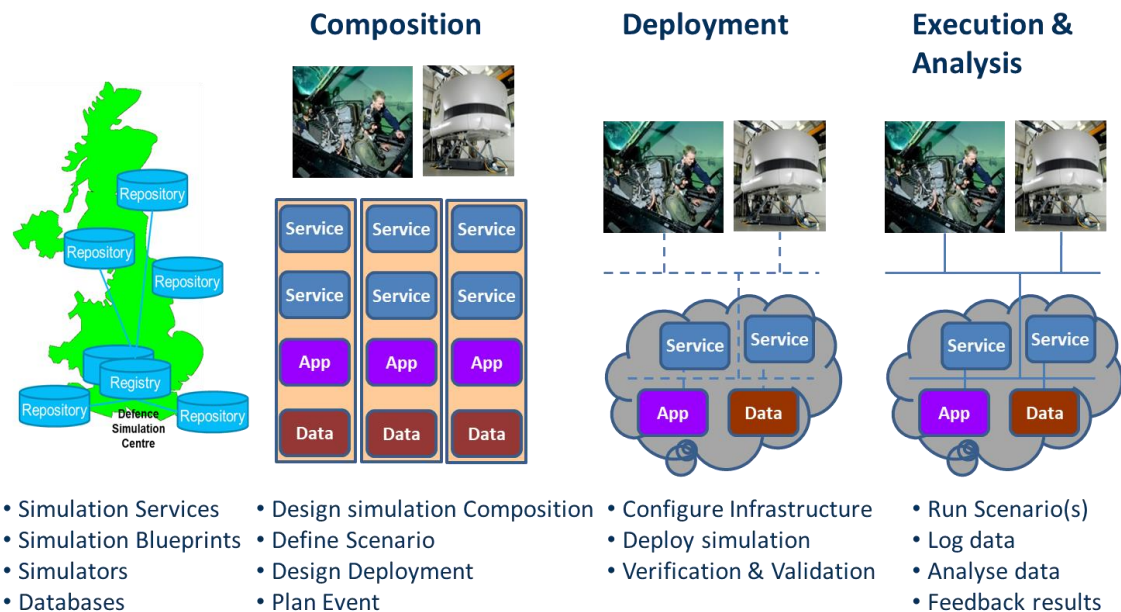 Composition
Deployment
Execution &
Analysis
Repository
Repository
Repository
Registry
Repository
Repository
Defence
Simulation
Centre
Service
Service
Service
Service
Service
Service
App
App
App
Data
Data
Data
Service
Service
App
Data
Service
Service
App
Data
• Simulation Services
• Simulation Blueprints
• Simulators
• Databases
• Design simulation Composition
• Define Scenario
• Design Deployment
• Plan Event
• Configure Infrastructure
• Deploy simulation
• Verification & Validation
• Run Scenario(s)
• Log data
• Analyse data
• Feedback results